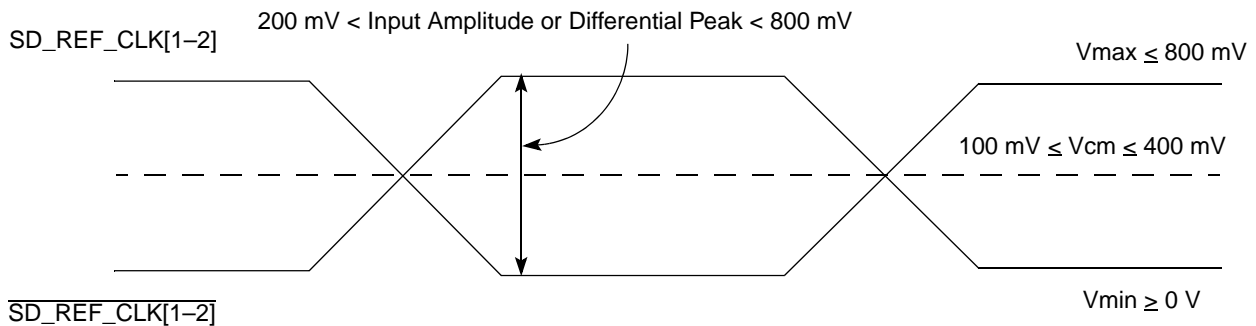 200 mV < Input Amplitude or Differential Peak < 800 mV
SD_REF_CLK[1–2]
Vmax ≤ 800 mV
100 mV ≤ Vcm ≤ 400 mV
Vmin ≥ 0 V
SD_REF_CLK[1–2]